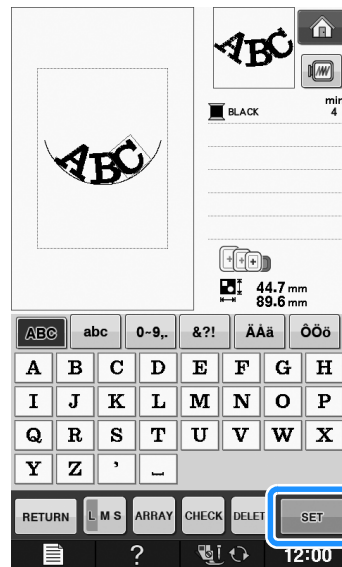 ABC
ABC
min
BLACK 4
44.7 mm
89.6 mm
ABC abc 0~9,. &?! ÄÅä ÔÖö
A B C D E F G H
I J K L M N O P
Q R S T U V W X
Y Z ' _
RETURN L M S ARRAY CHECK DELET SET
? 12:00